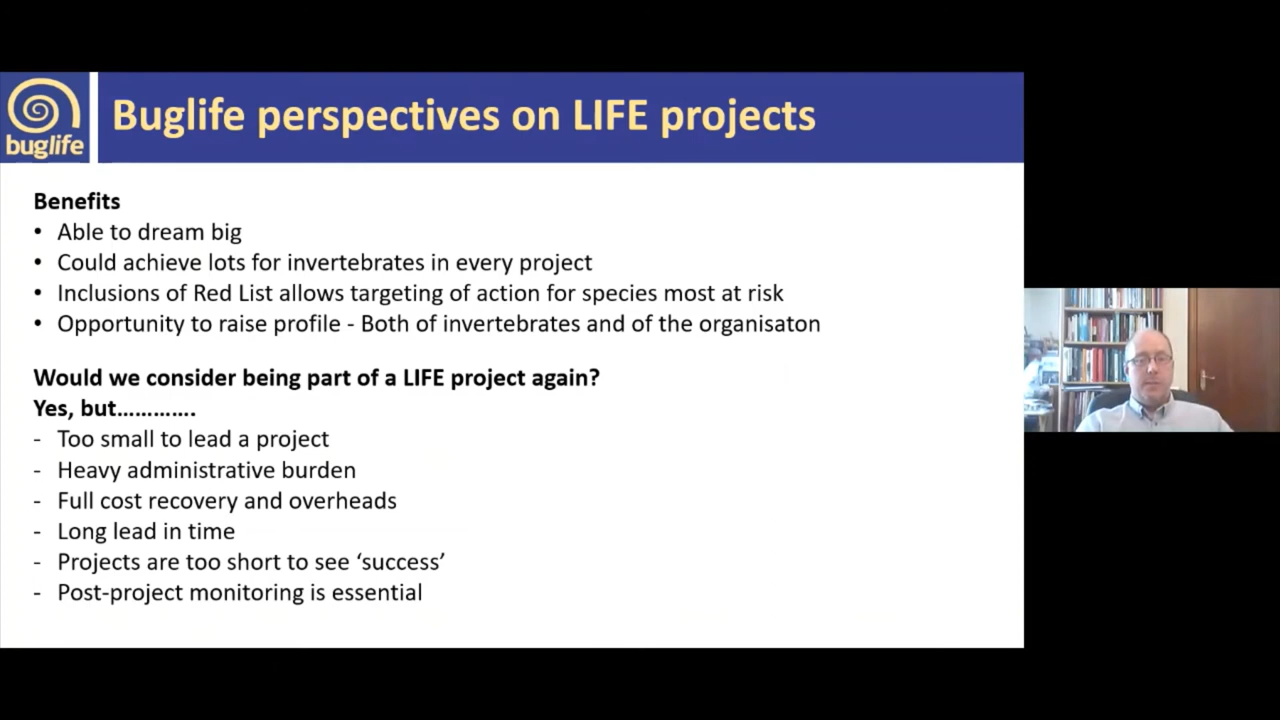 buglife
Buglife perspectives on LIFE projects
Benefits
• Able to dream big
• Could achieve lots for invertebrates in every project
• Inclusions of Red List allows targeting of action for species most at risk
• Opportunity to raise profile - Both of invertebrates and of the organisaton
Would we consider being part of a LIFE project again?
Yes, but………….
- Too small to lead a project
- Heavy administrative burden
- Full cost recovery and overheads
- Long lead in time
- Projects are too short to see ‘success’
- Post-project monitoring is essential